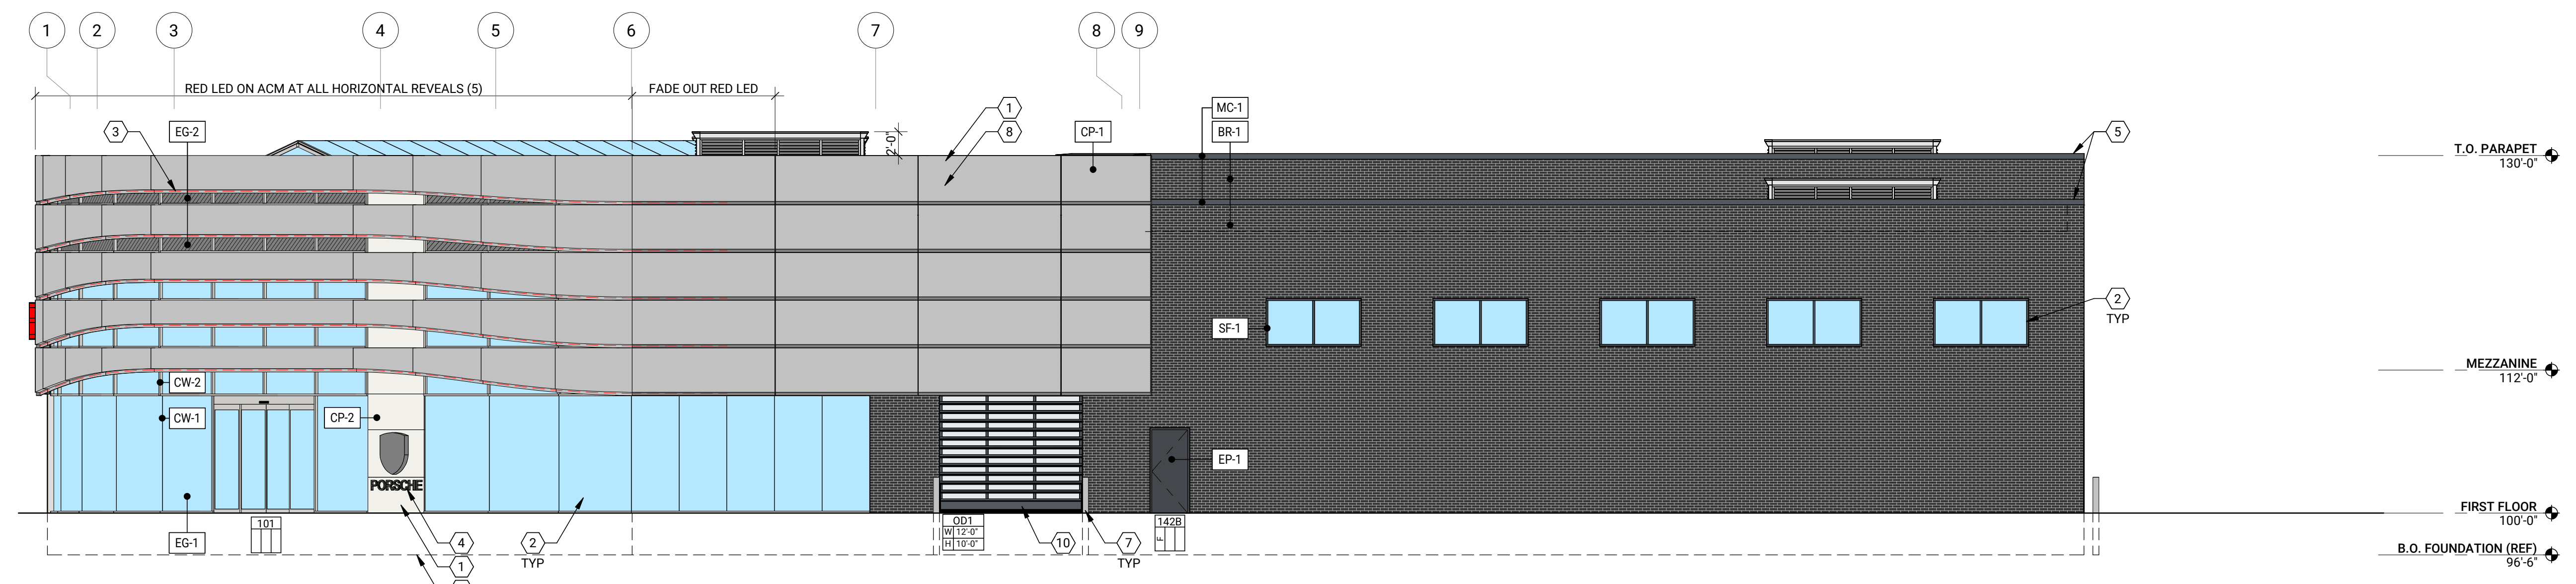 1 2 3 4 5 6 7 8 9
RED LED ON ACM AT ALL HORIZONTAL REVEALS (5)
FADE OUT RED LED
3
EG-2
2'-0"
1
8
CP-1
MC-1
BR-1
5
T.O. PARAPET
130'-0"
SF-1
2
TYP
MEZZANINE
112'-0"
CW-2
CW-1
CP-2
PORSCHE
EP-1
EG-1
101
4
1
2
TYP
OD1
W 12'-0"
H 10'-0"
10
7
TYP
142B
F
FIRST FLOOR
100'-0"
B.O. FOUNDATION (REF)
96'-6"